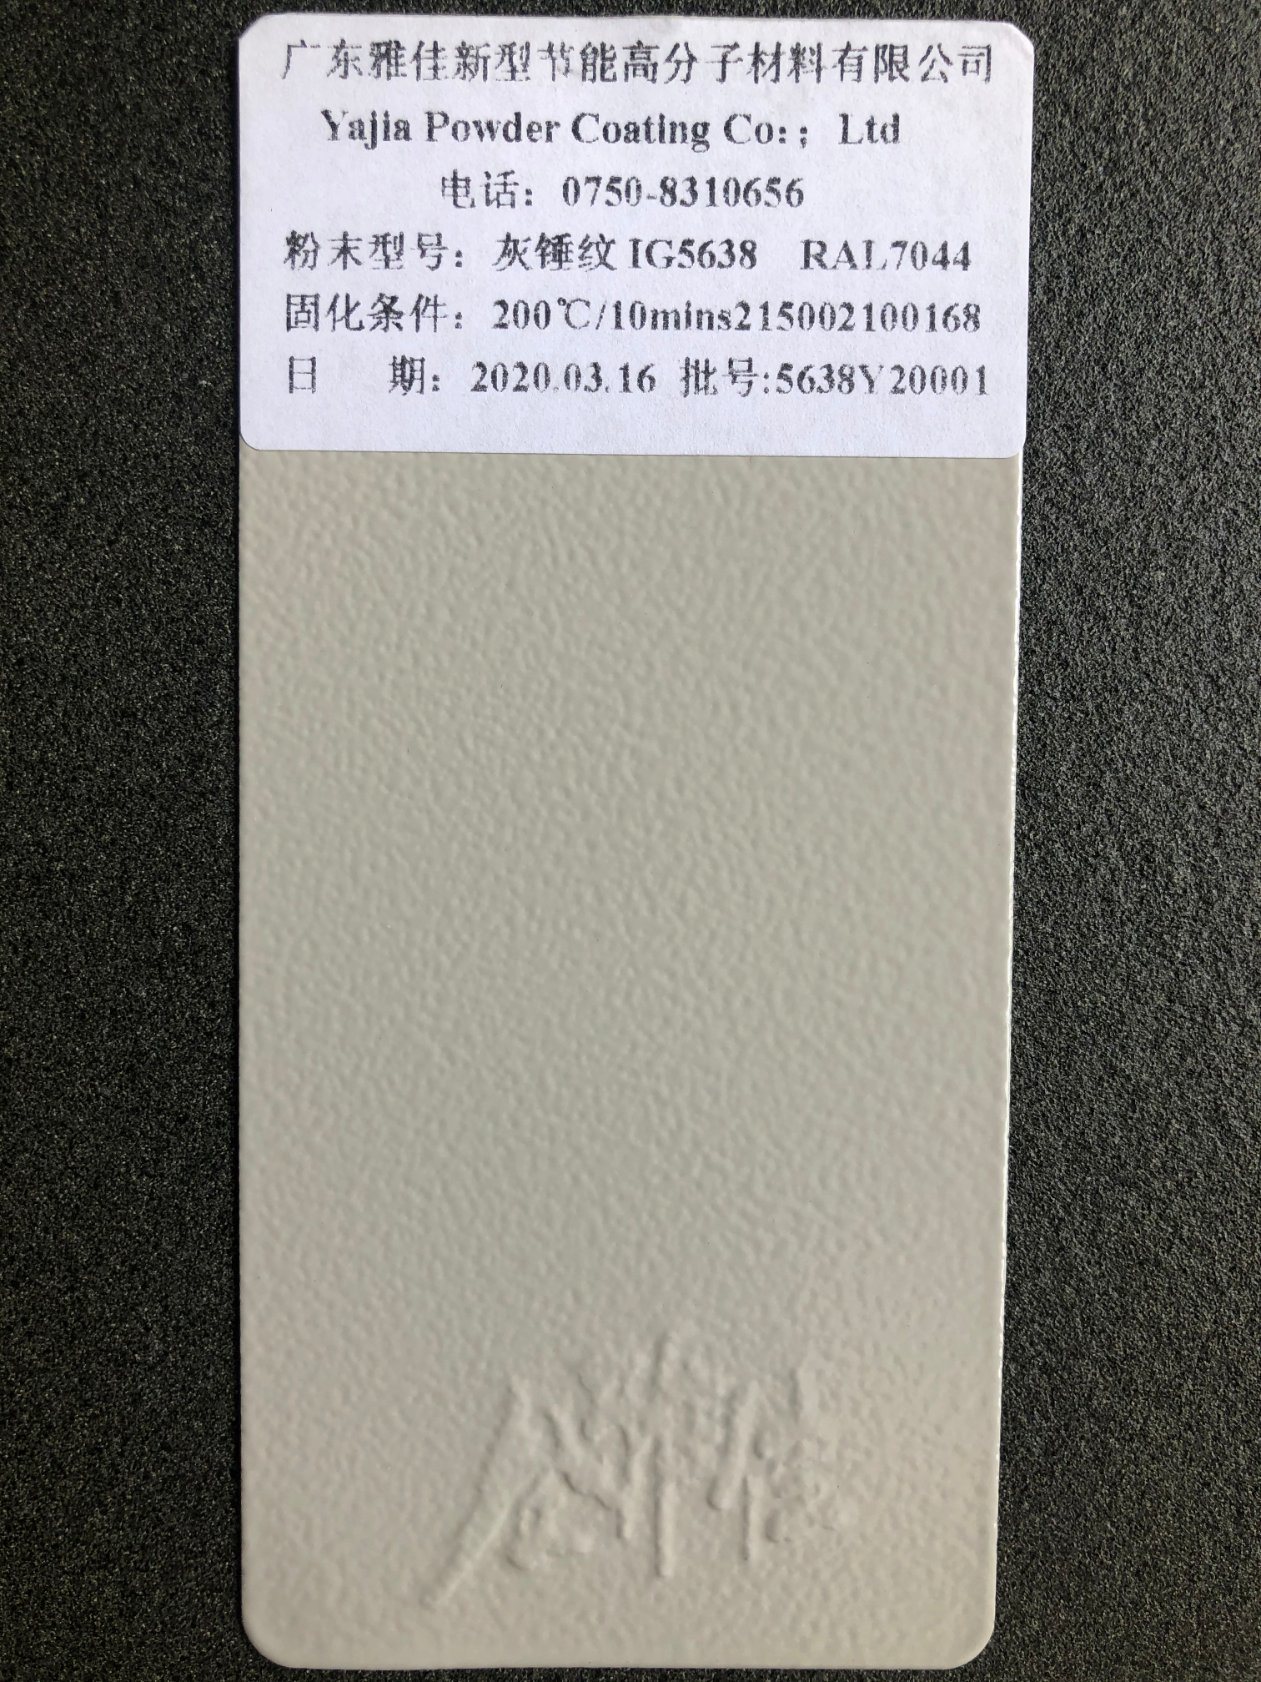 广东雅佳新型节能高分子材料有限公司
Yajia Powder Coating Co:; Ltd
电话：0750-8310656
粉末型号：灰锤纹 IG5638 RAL7044
固化条件：200℃/10mins215002100168
日 期：2020.03.16 批号:5638Y20001